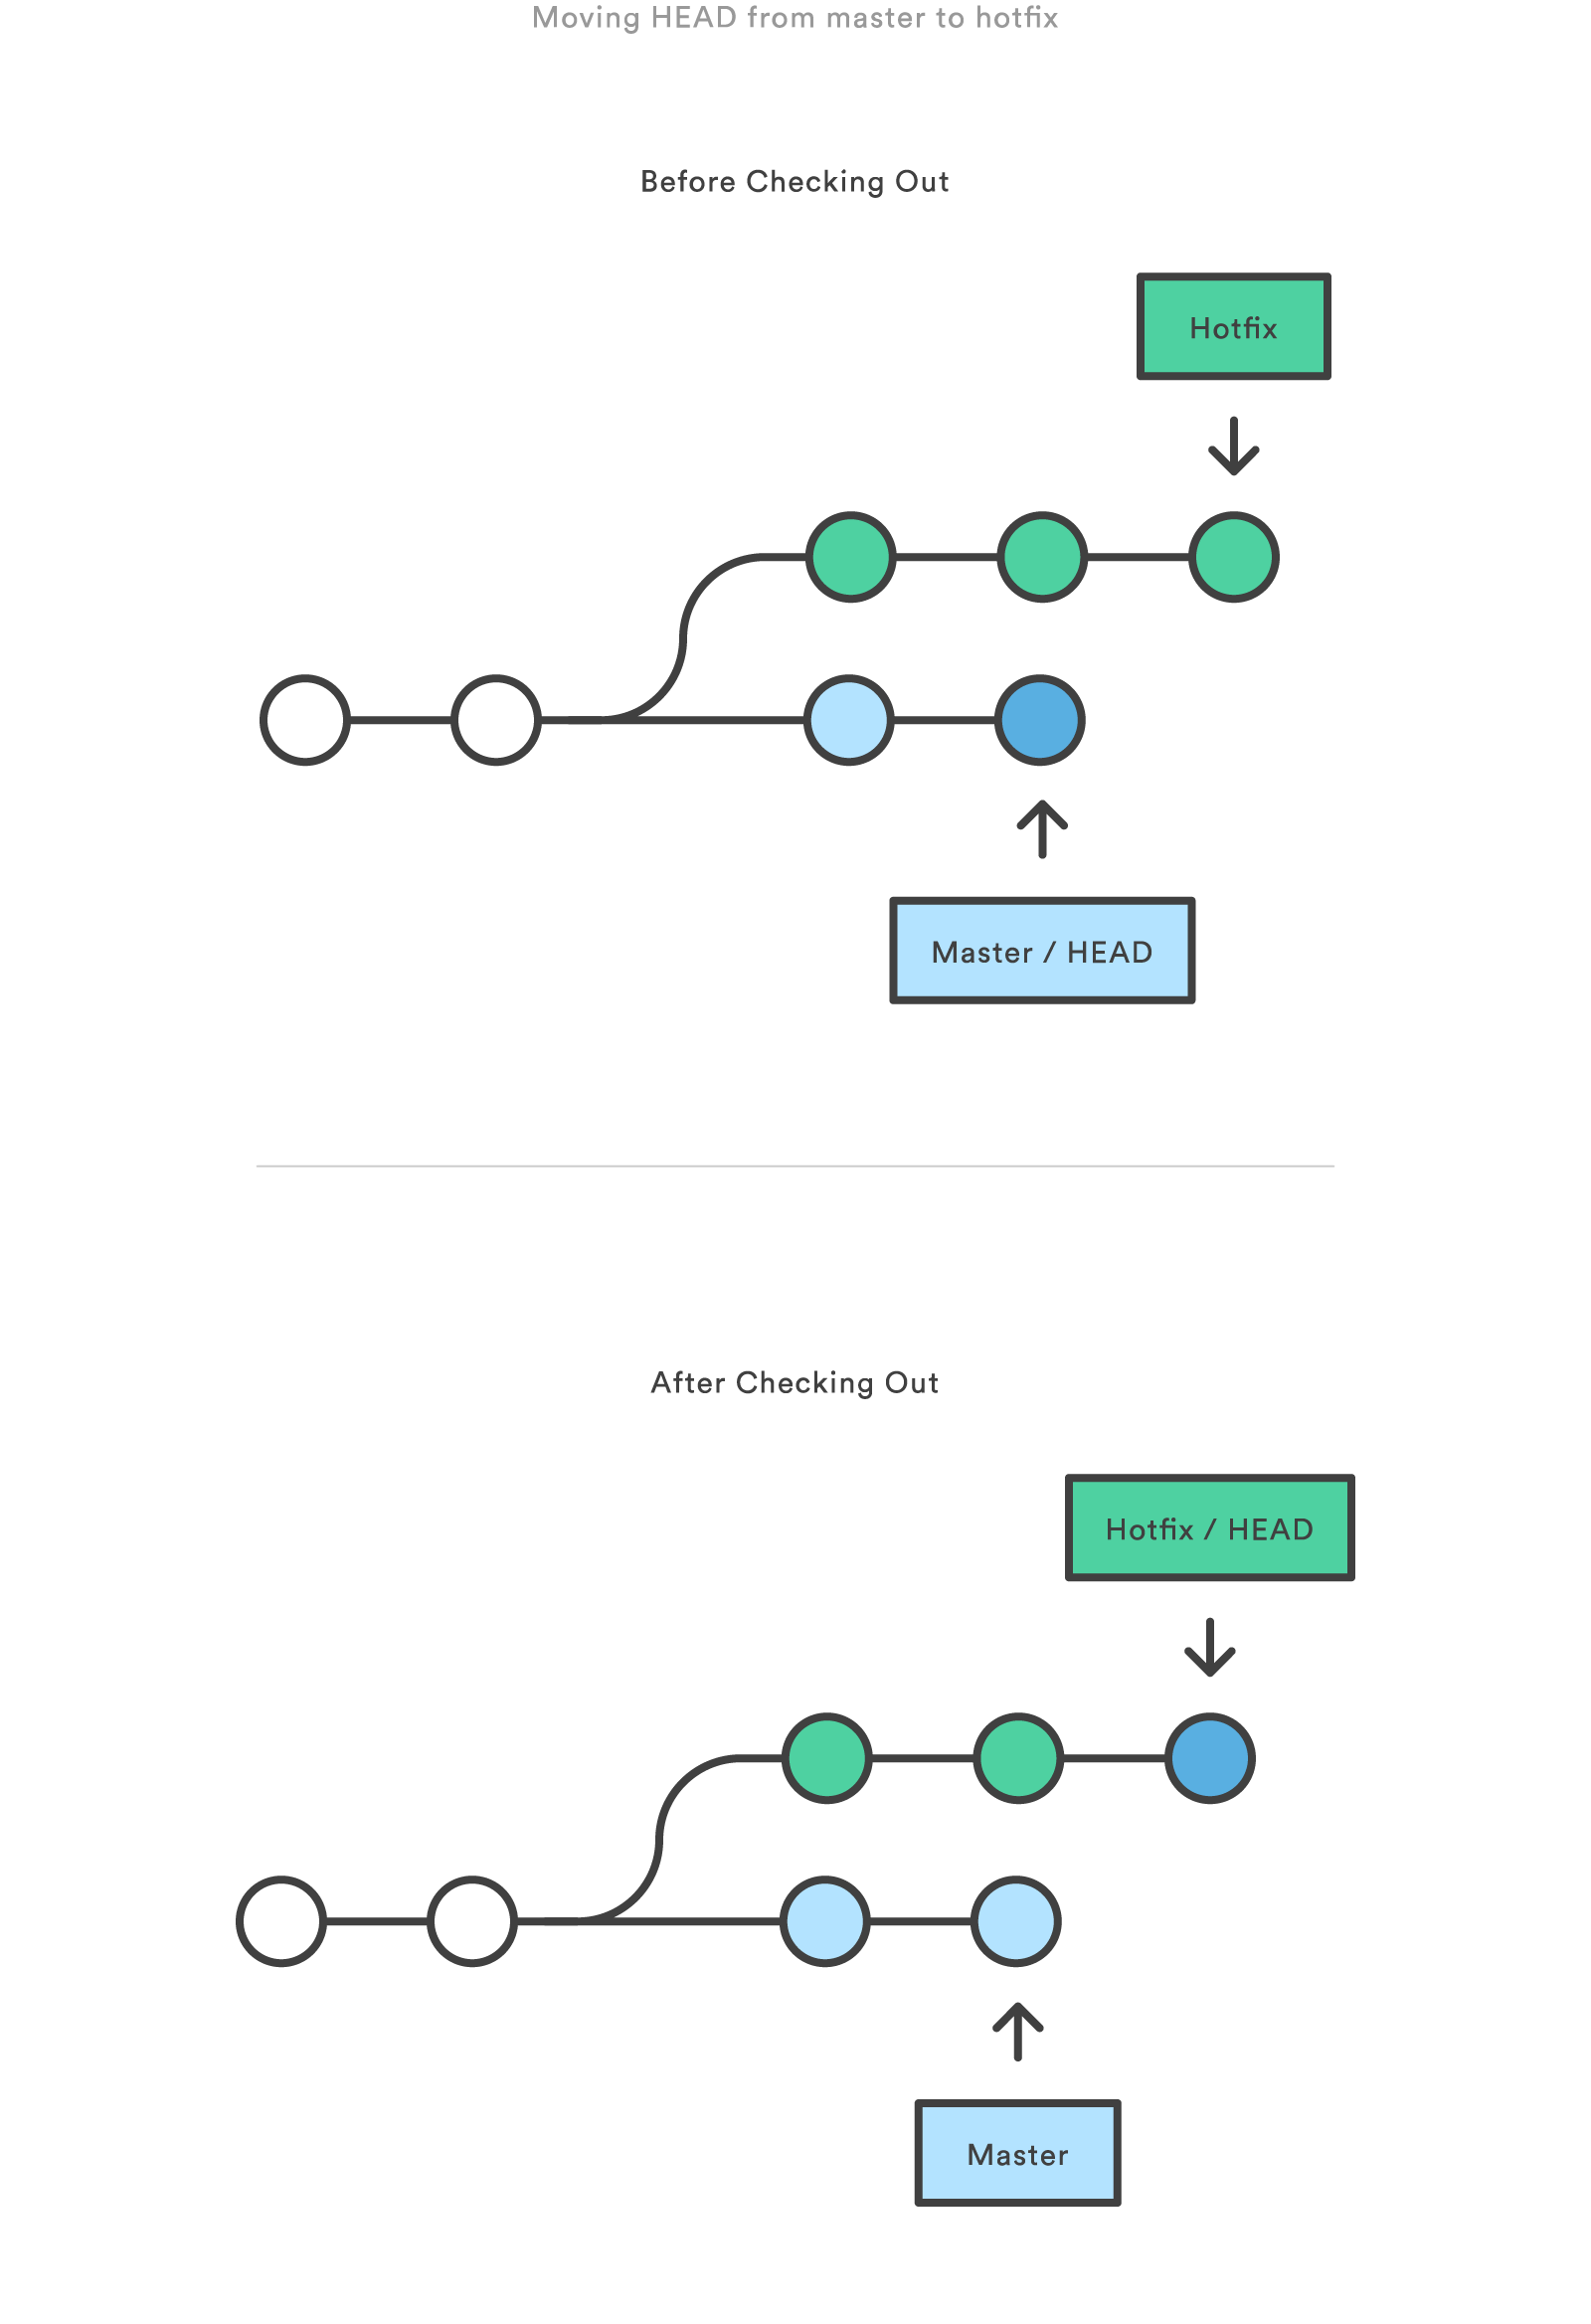 Moving HEAD from master to hotfix
Before Checking Out
Hotfix
Master / HEAD
After Checking Out
Hotfix / HEAD
Master